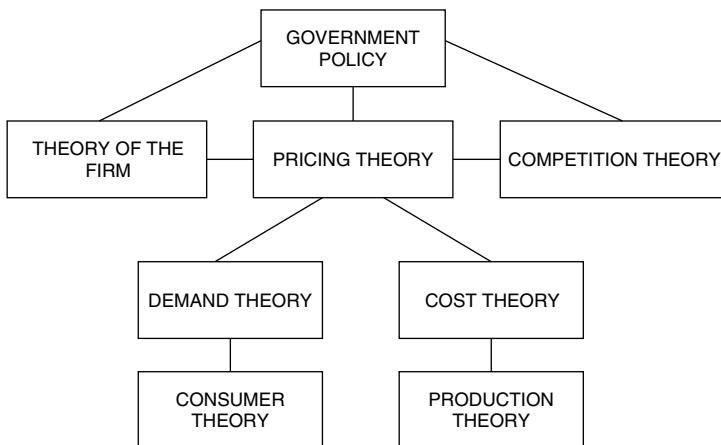 GOVERNMENT
POLICY
THEORY OF THE
FIRM
PRICING THEORY
COMPETITION THEORY
DEMAND THEORY
COST THEORY
CONSUMER
THEORY
PRODUCTION
THEORY